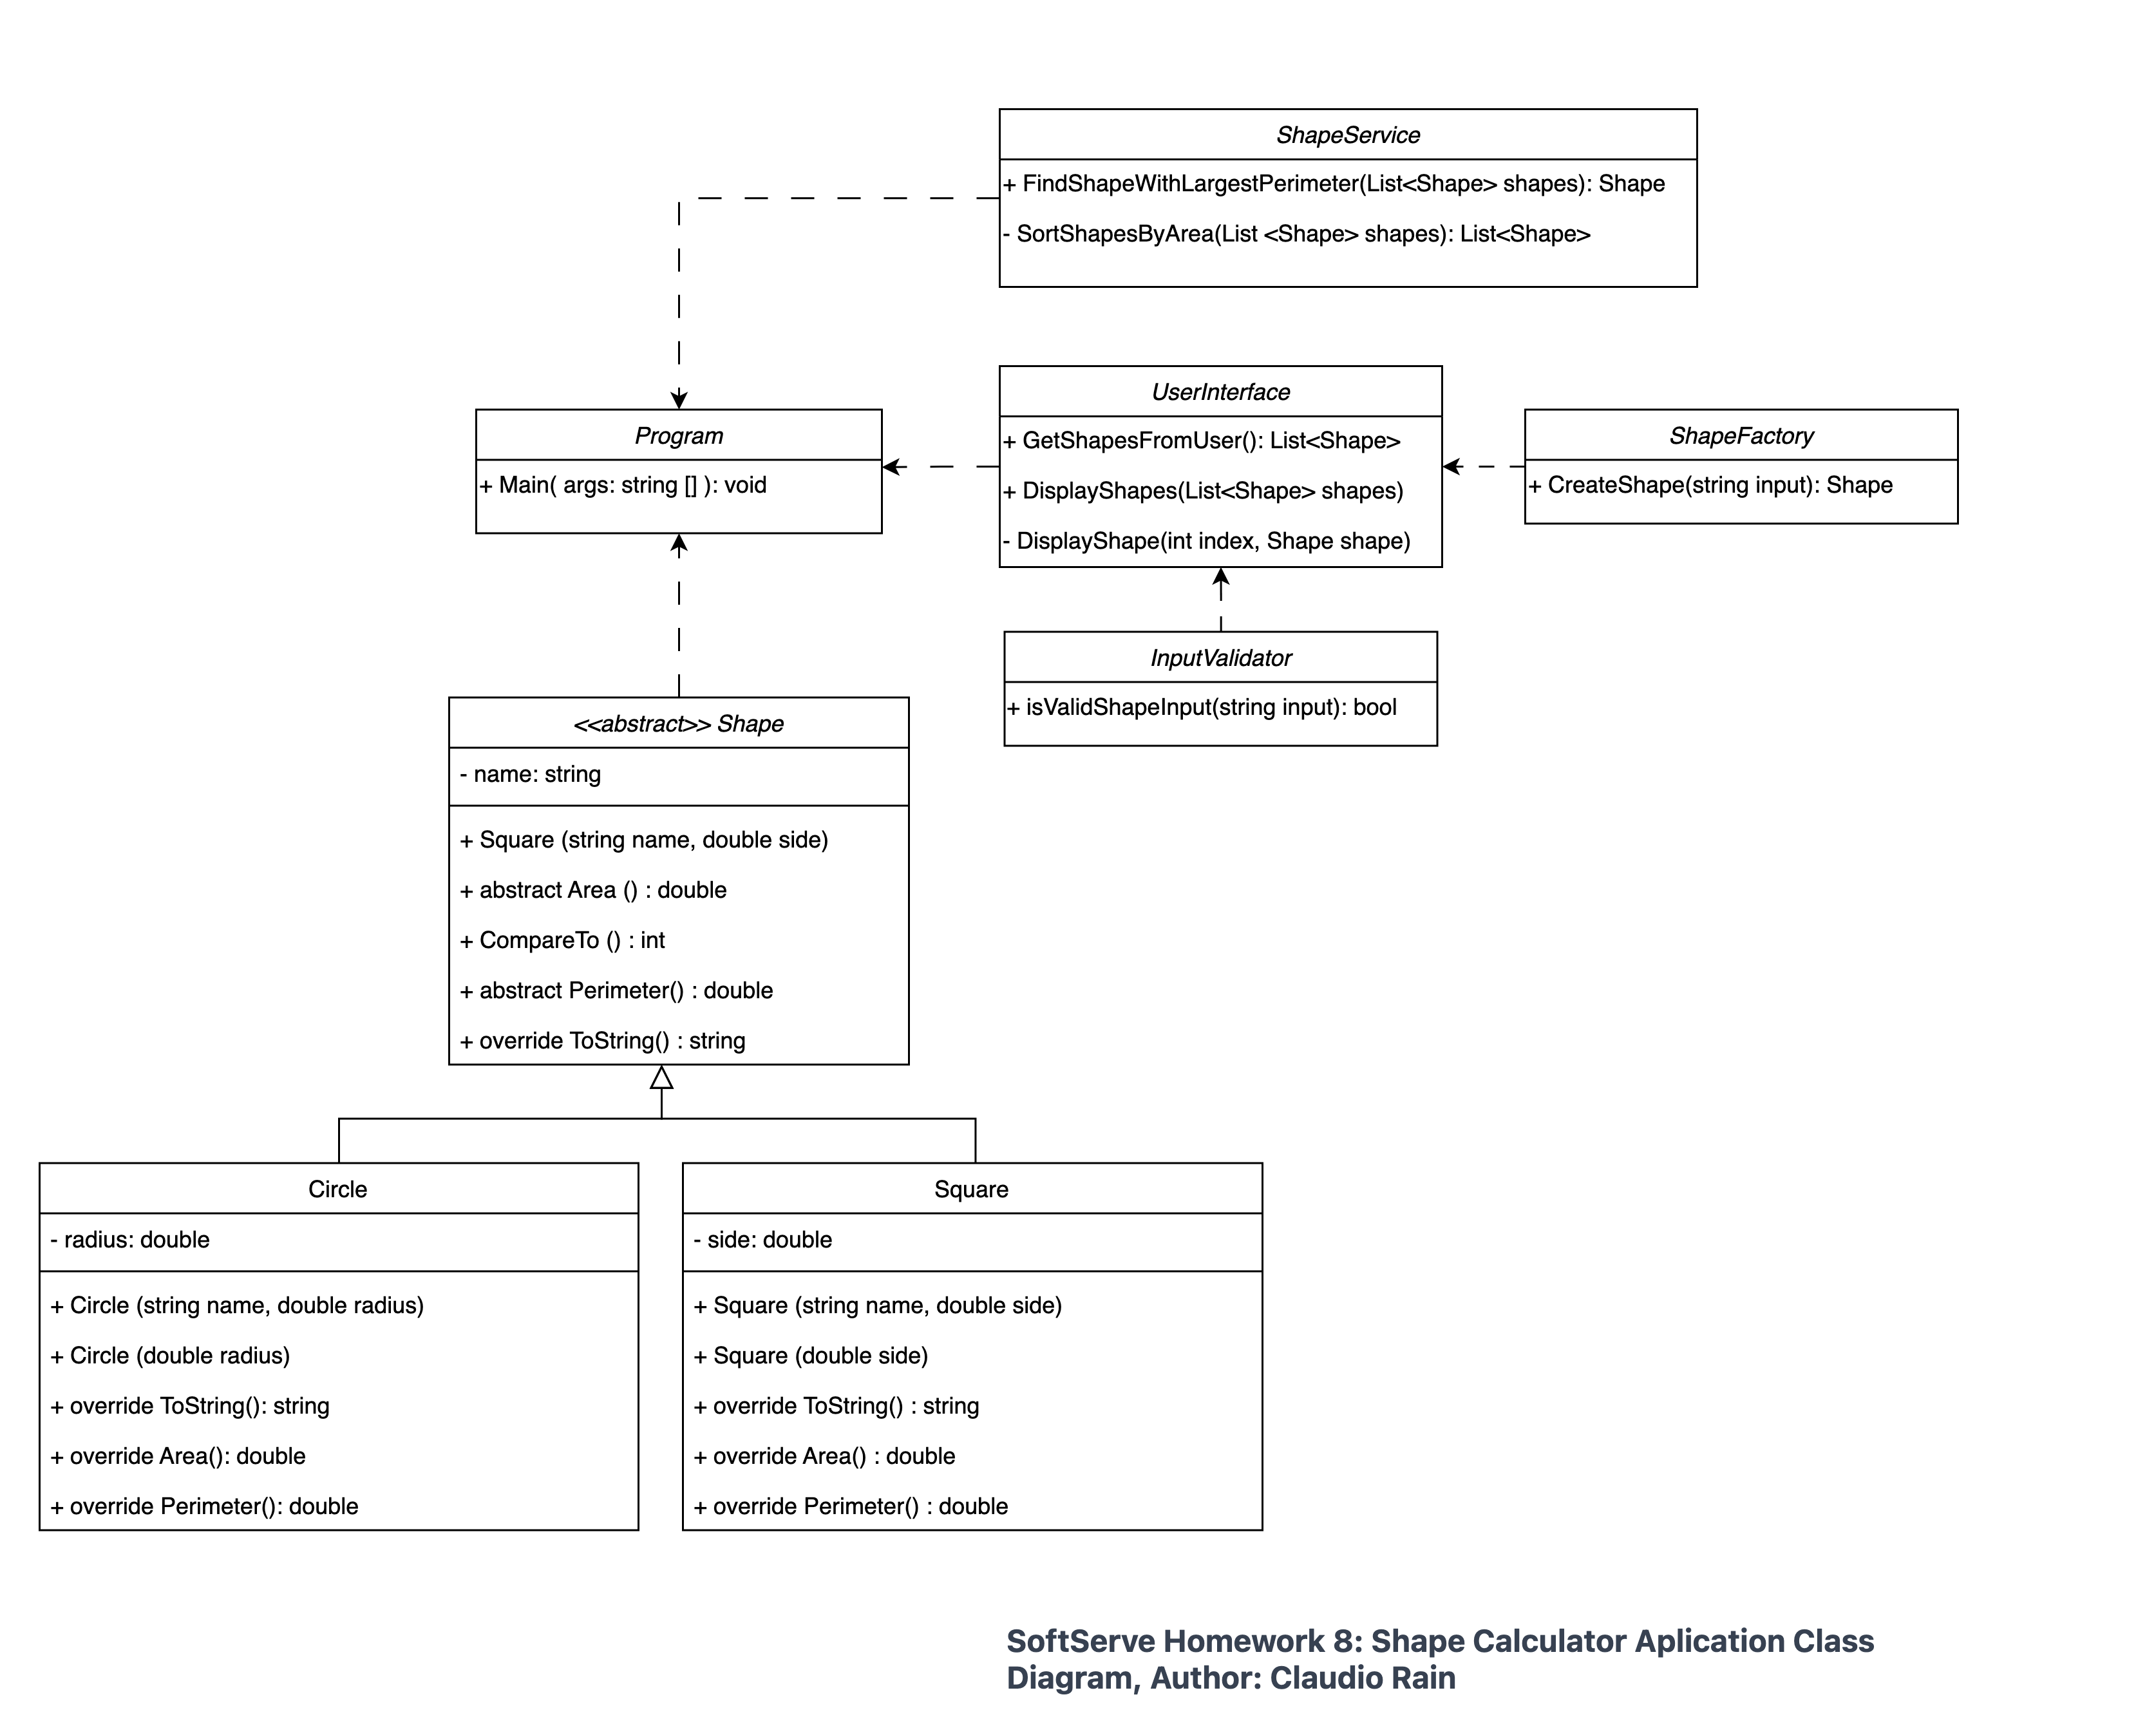 ShapeService
+ FindShapeWithLargestPerimeter(List<Shape> shapes): Shape
- SortShapesByArea(List <Shape> shapes): List<Shape>
Program
+ Main( args: string [] ): void
UserInterface
+ GetShapesFromUser(): List<Shape>
+ DisplayShapes(List<Shape> shapes)
- DisplayShape(int index, Shape shape)
ShapeFactory
+ CreateShape(string input): Shape
InputValidator
+ isValidShapeInput(string input): bool
<<abstract>> Shape
- name: string
+ Square (string name, double side)
+ abstract Area () : double
+ CompareTo () : int
+ abstract Perimeter() : double
+ override ToString() : string
Circle
- radius: double
+ Circle (string name, double radius)
+ Circle (double radius)
+ override ToString(): string
+ override Area(): double
+ override Perimeter(): double
Square
- side: double
+ Square (string name, double side)
+ Square (double side)
+ override ToString() : string
+ override Area() : double
+ override Perimeter() : double
SoftServe Homework 8: Shape Calculator Aplication Class
Diagram, Author: Claudio Rain